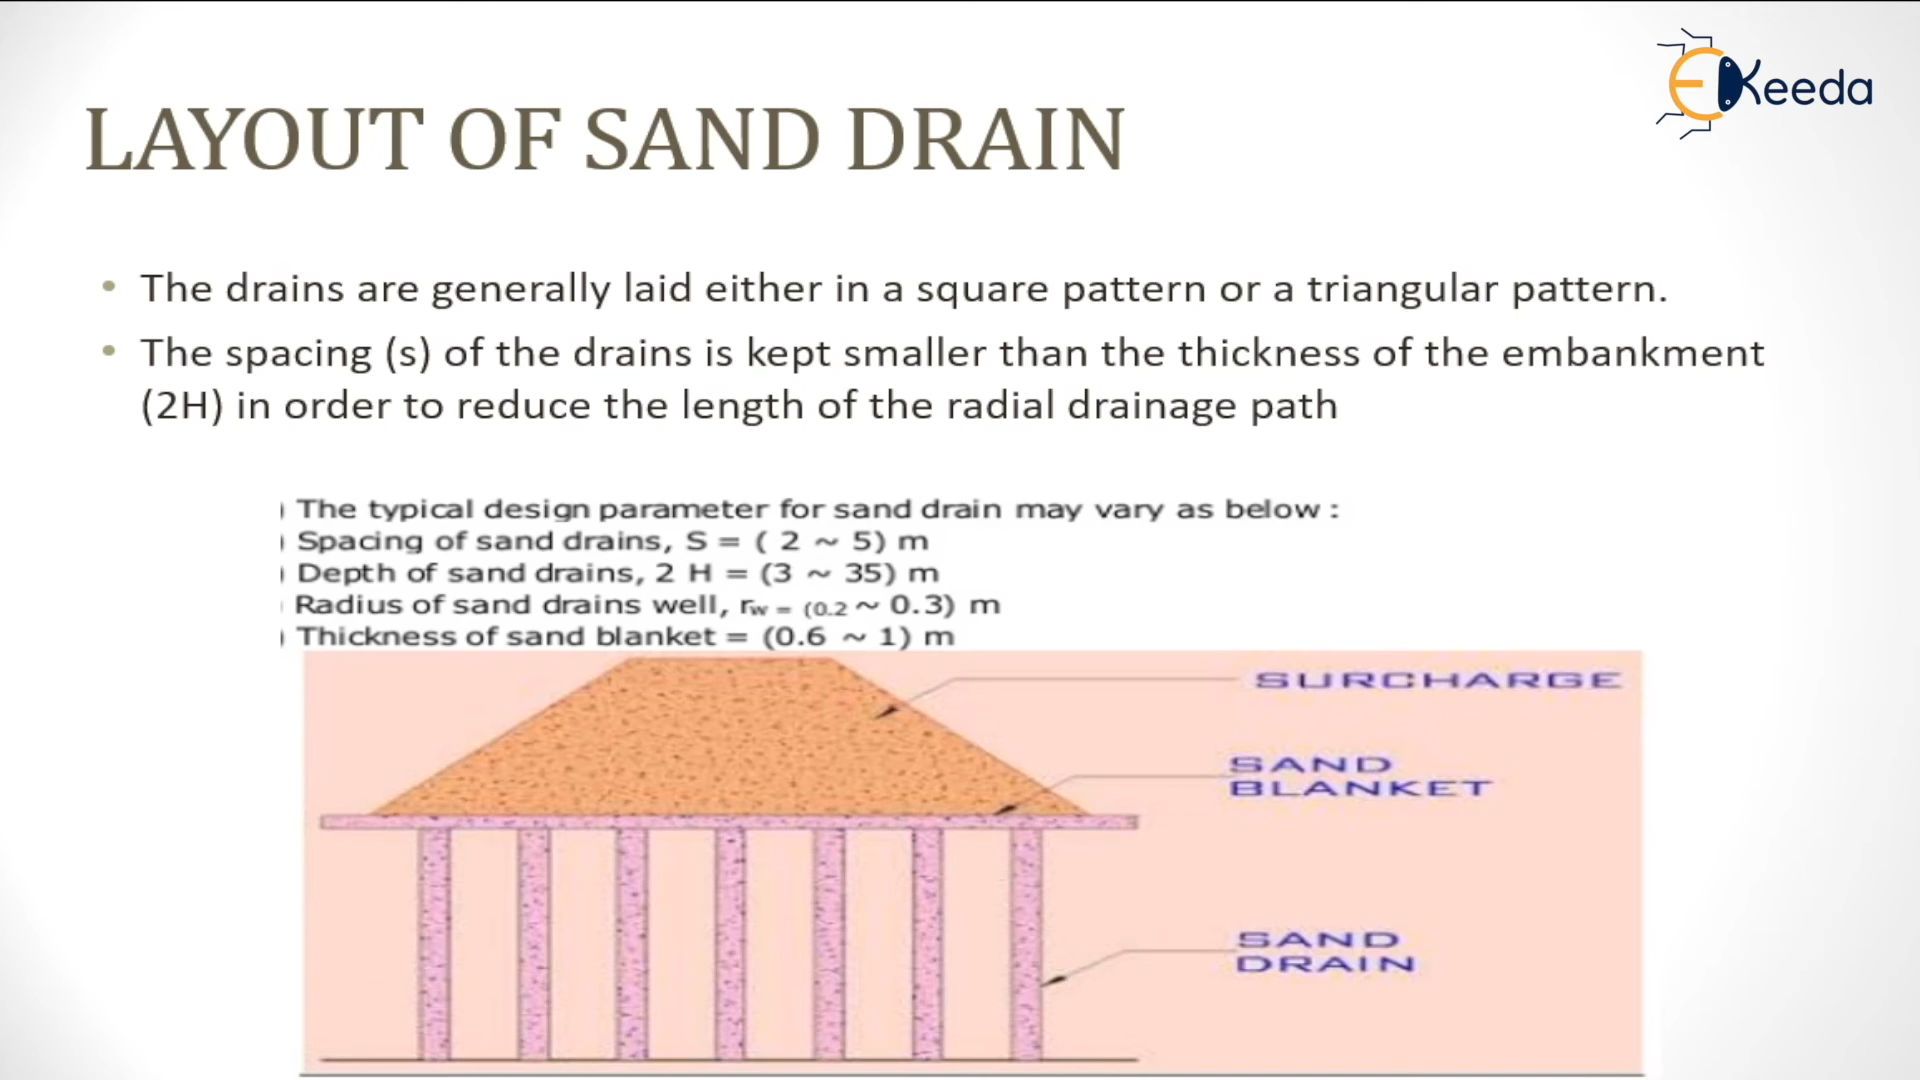 EKeeda
LAYOUT OF SAND DRAIN
• The drains are generally laid either in a square pattern or a triangular pattern.
• The spacing (s) of the drains is kept smaller than the thickness of the embankment
(2H) in order to reduce the length of the radial drainage path
The typical design parameter for sand drain may vary as below :
Spacing of sand drains, S = ( 2 ~ 5) m
Depth of sand drains, 2 H = (3 ~ 35) m
Radius of sand drains well, rw = (0.2 ~ 0.3) m
Thickness of sand blanket = (0.6 ~ 1) m
SURCHARGE
SAND
BLANKET
SAND
DRAIN